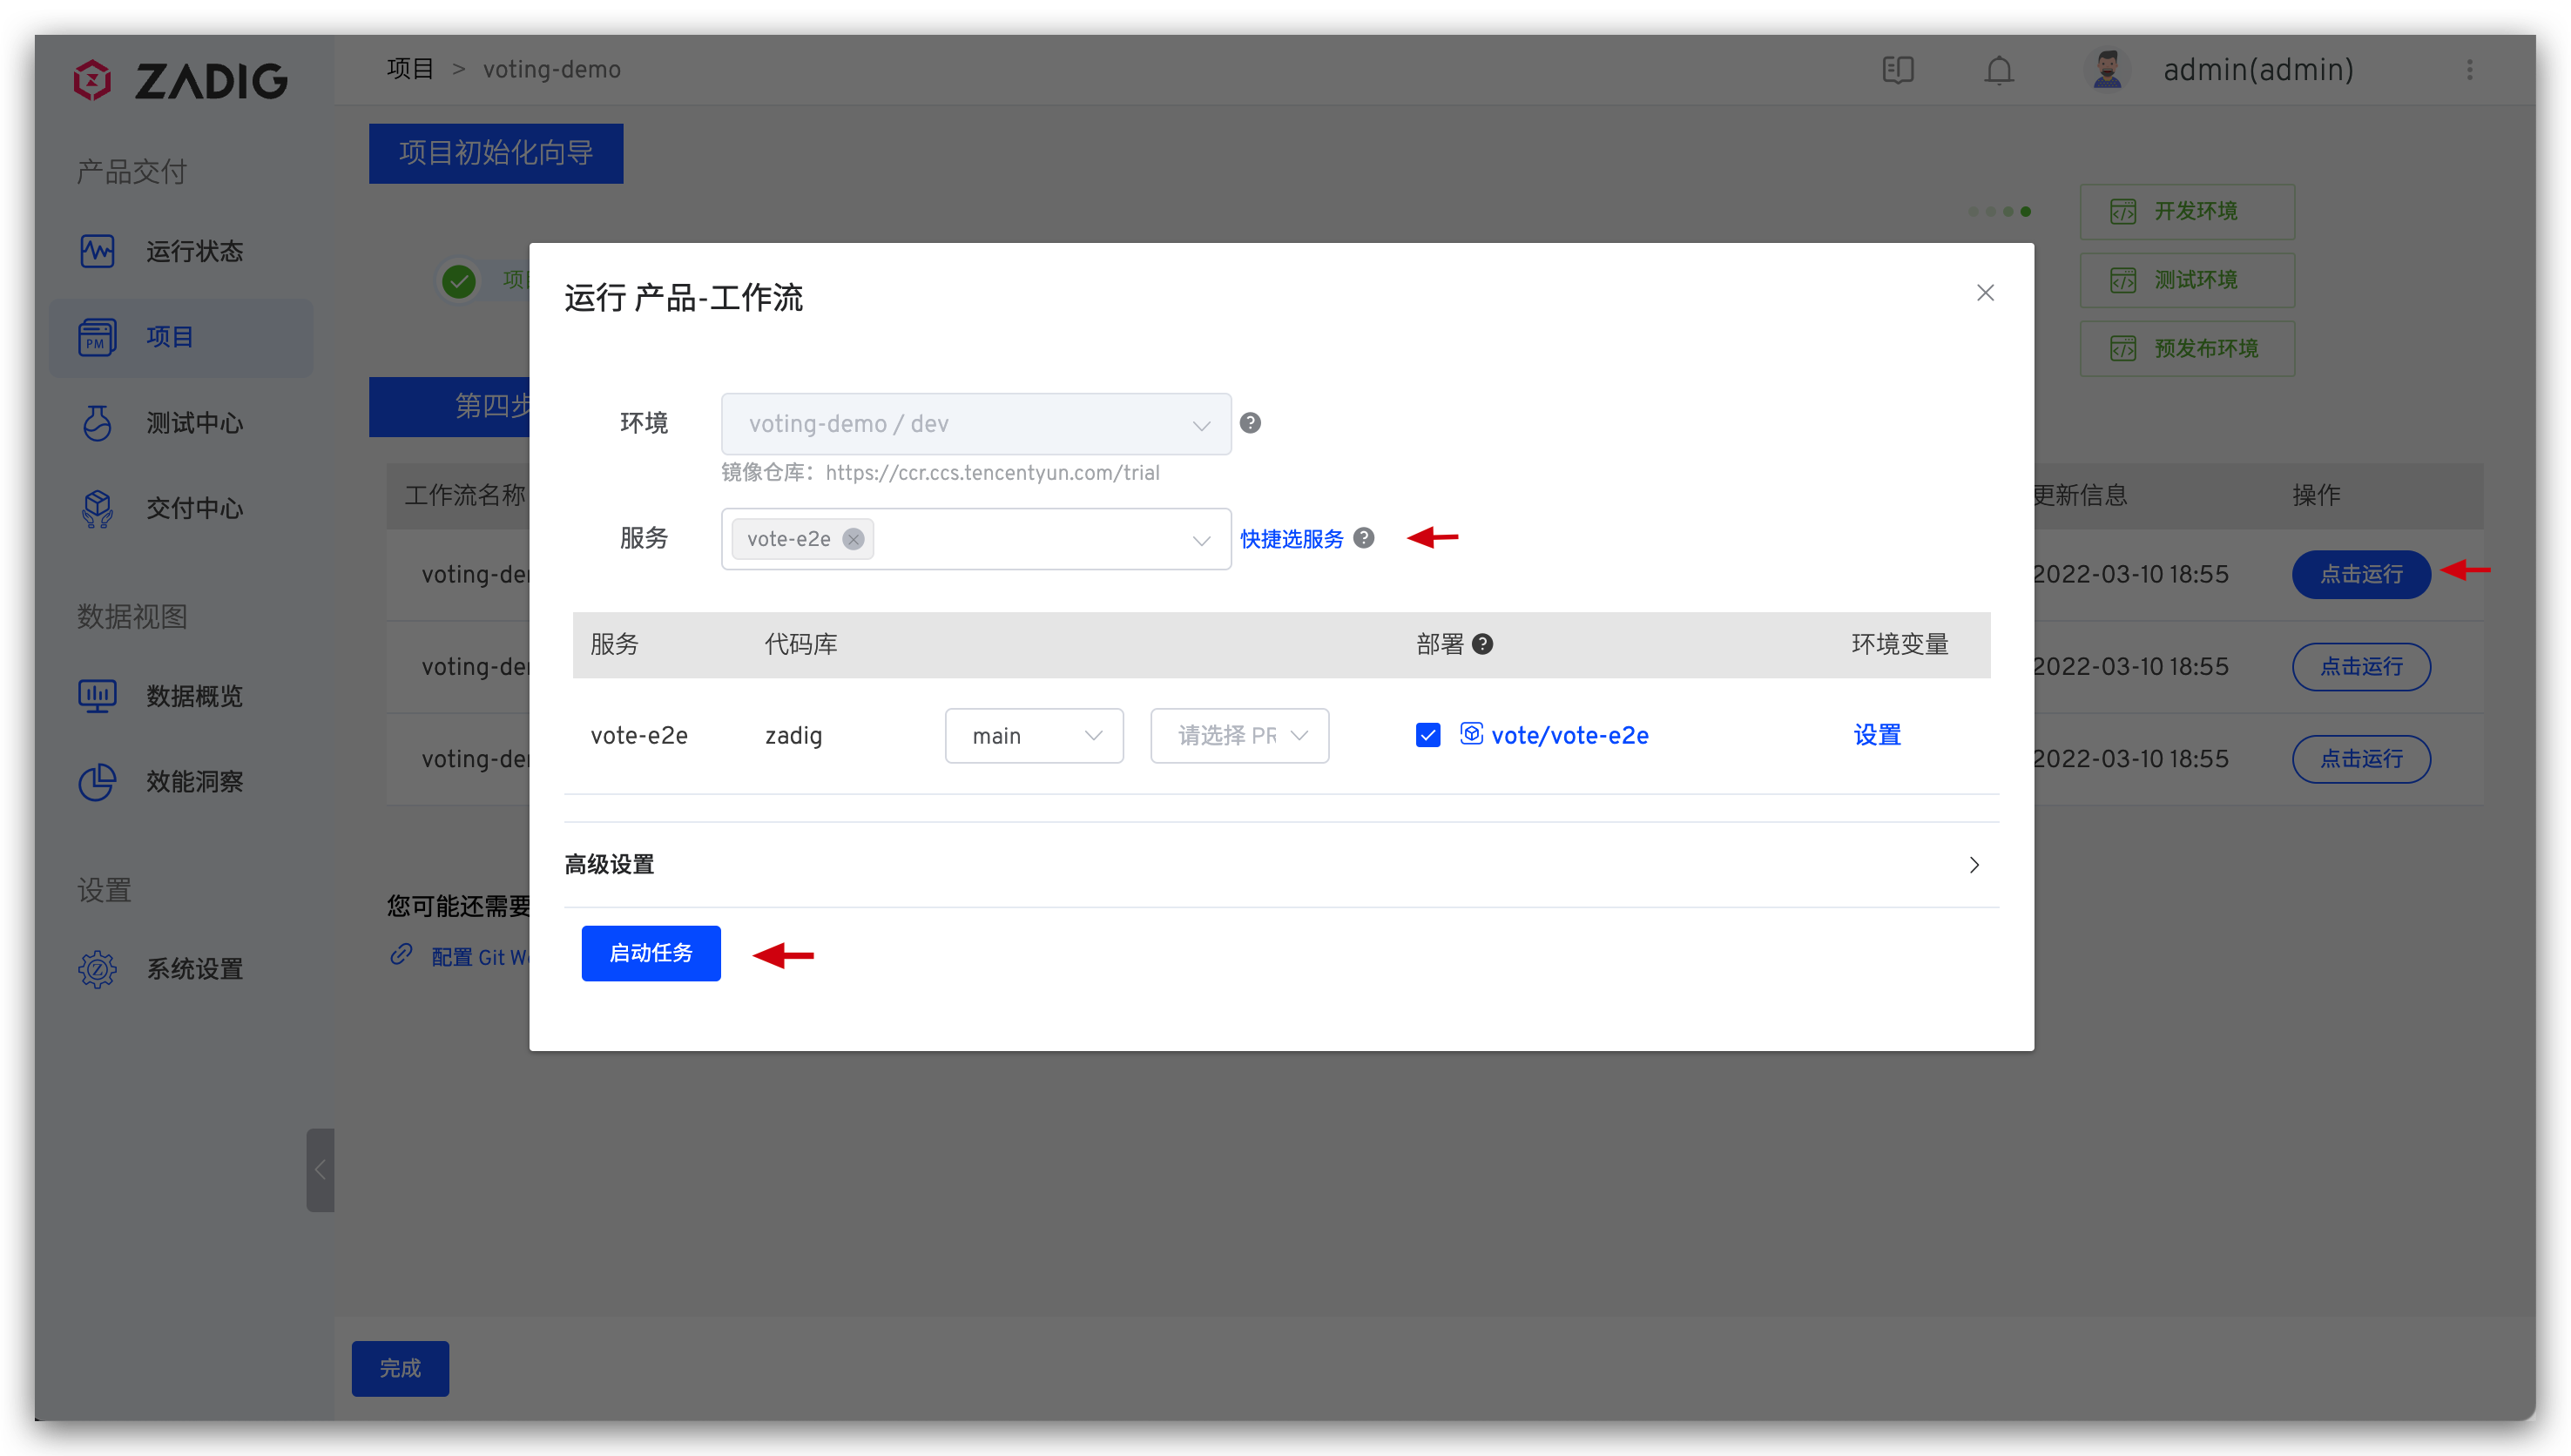 ZADIG
项目 > voting-demo
admin(admin)
产品交付
运行状态
PM
项目
测试中心
交付中心
数据视图
数据概览
效能洞察
设置
系统设置
项目初始化向导
开发环境
测试环境
预发布环境
第四步
工作流名称
更新信息
操作
voting-de
2022-03-10 18:55
点击运行
voting-de
2022-03-10 18:55
点击运行
voting-de
2022-03-10 18:55
点击运行
您可能还需要
配置 Git W
完成
运行 产品-工作流
环境
voting-demo / dev
镜像仓库：https://ccr.ccs.tencentyun.com/trial
服务
vote-e2e
快捷选服务
服务 代码库 部署 环境变量
vote-e2e zadig main 请选择 PR vote/vote-e2e 设置
高级设置
启动任务